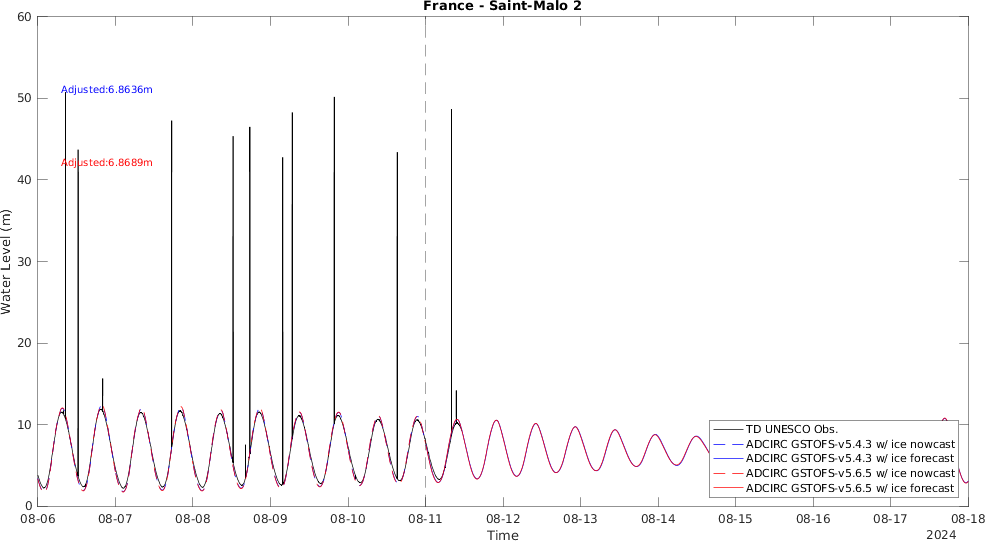 France - Saint-Malo 2
60
50
40
30
20
10
0
Water Level (m)
Adjusted:6.8636m
Adjusted:6.8689m
TD UNESCO Obs.
ADCIRC GSTOFS-v5.4.3 w/ ice nowcast
ADCIRC GSTOFS-v5.4.3 w/ ice forecast
ADCIRC GSTOFS-v5.6.5 w/ ice nowcast
ADCIRC GSTOFS-v5.6.5 w/ ice forecast
08-06 08-07 08-08 08-09 08-10 08-11 08-12 08-13 08-14 08-15 08-16 08-17 08-18
Time
2024